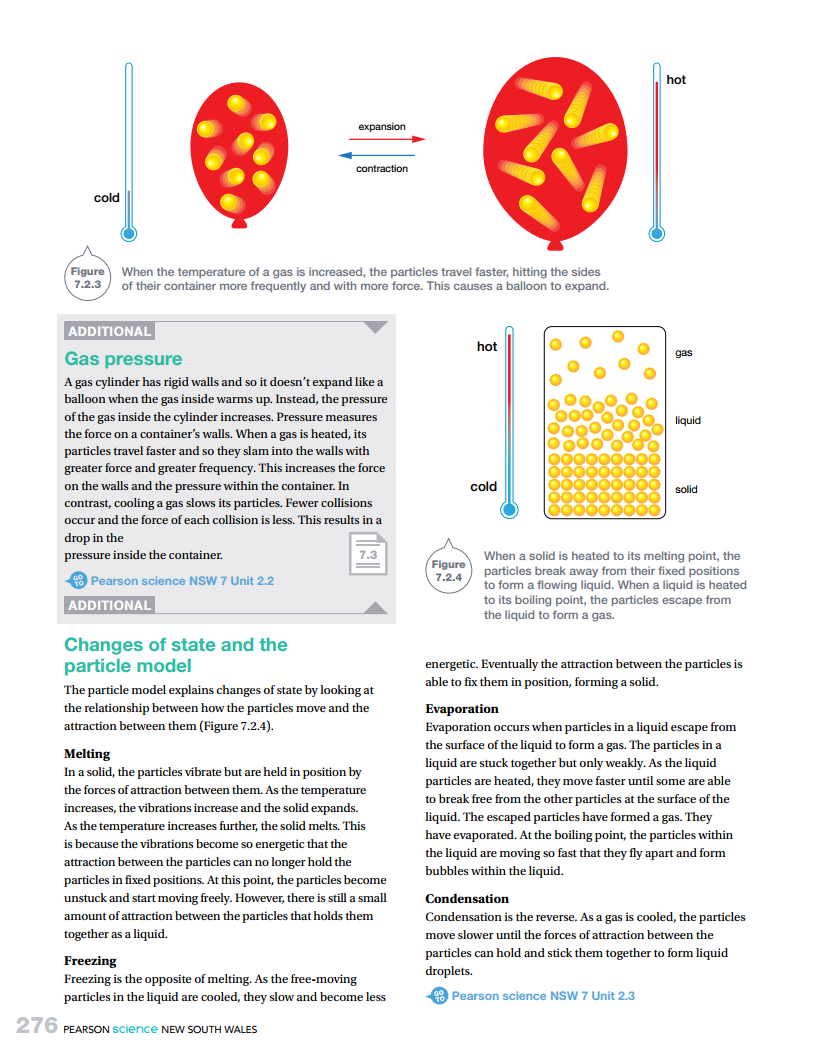 hot
expansion
contraction
cold
Figure
7.2.3
When the temperature of a gas is increased, the particles travel faster, hitting the sides
of their container more frequently and with more force. This causes a balloon to expand.
ADDITIONAL
Gas pressure
A gas cylinder has rigid walls and so it doesn't expand like a
balloon when the gas inside warms up. Instead, the pressure
of the gas inside the cylinder increases. Pressure measures
the force on a container's walls. When a gas is heated, its
particles travel faster and so they slam into the walls with
greater force and greater frequency. This increases the force
on the walls and the pressure within the container. In
contrast, cooling a gas slows its particles. Fewer collisions
occur and the force of each collision is less. This results in a
drop in the
pressure inside the container.
7.3
GO TO Pearson science NSW 7 Unit 2.2
ADDITIONAL
hot
cold
gas
liquid
solid
Figure
7.2.4
When a solid is heated to its melting point, the
particles break away from their fixed positions
to form a flowing liquid. When a liquid is heated
to its boiling point, the particles escape from
the liquid to form a gas.
Changes of state and the
particle model
The particle model explains changes of state by looking at
the relationship between how the particles move and the
attraction between them (Figure 7.2.4).
Melting
In a solid, the particles vibrate but are held in position by
the forces of attraction between them. As the temperature
increases, the vibrations increase and the solid expands.
As the temperature increases further, the solid melts. This
is because the vibrations become so energetic that the
attraction between the particles can no longer hold the
particles in fixed positions. At this point, the particles become
unstuck and start moving freely. However, there is still a small
amount of attraction between the particles that holds them
together as a liquid.
Freezing
Freezing is the opposite of melting. As the free-moving
particles in the liquid are cooled, they slow and become less
energetic. Eventually the attraction between the particles is
able to fix them in position, forming a solid.
Evaporation
Evaporation occurs when particles in a liquid escape from
the surface of the liquid to form a gas. The particles in a
liquid are stuck together but only weakly. As the liquid
particles are heated, they move faster until some are able
to break free from the other particles at the surface of the
liquid. The escaped particles have formed a gas. They
have evaporated. At the boiling point, the particles within
the liquid are moving so fast that they fly apart and form
bubbles within the liquid.
Condensation
Condensation is the reverse. As a gas is cooled, the particles
move slower until the forces of attraction between the
particles can hold and stick them together to form liquid
droplets.
GO TO Pearson science NSW 7 Unit 2.3
276 PEARSON science NEW SOUTH WALES